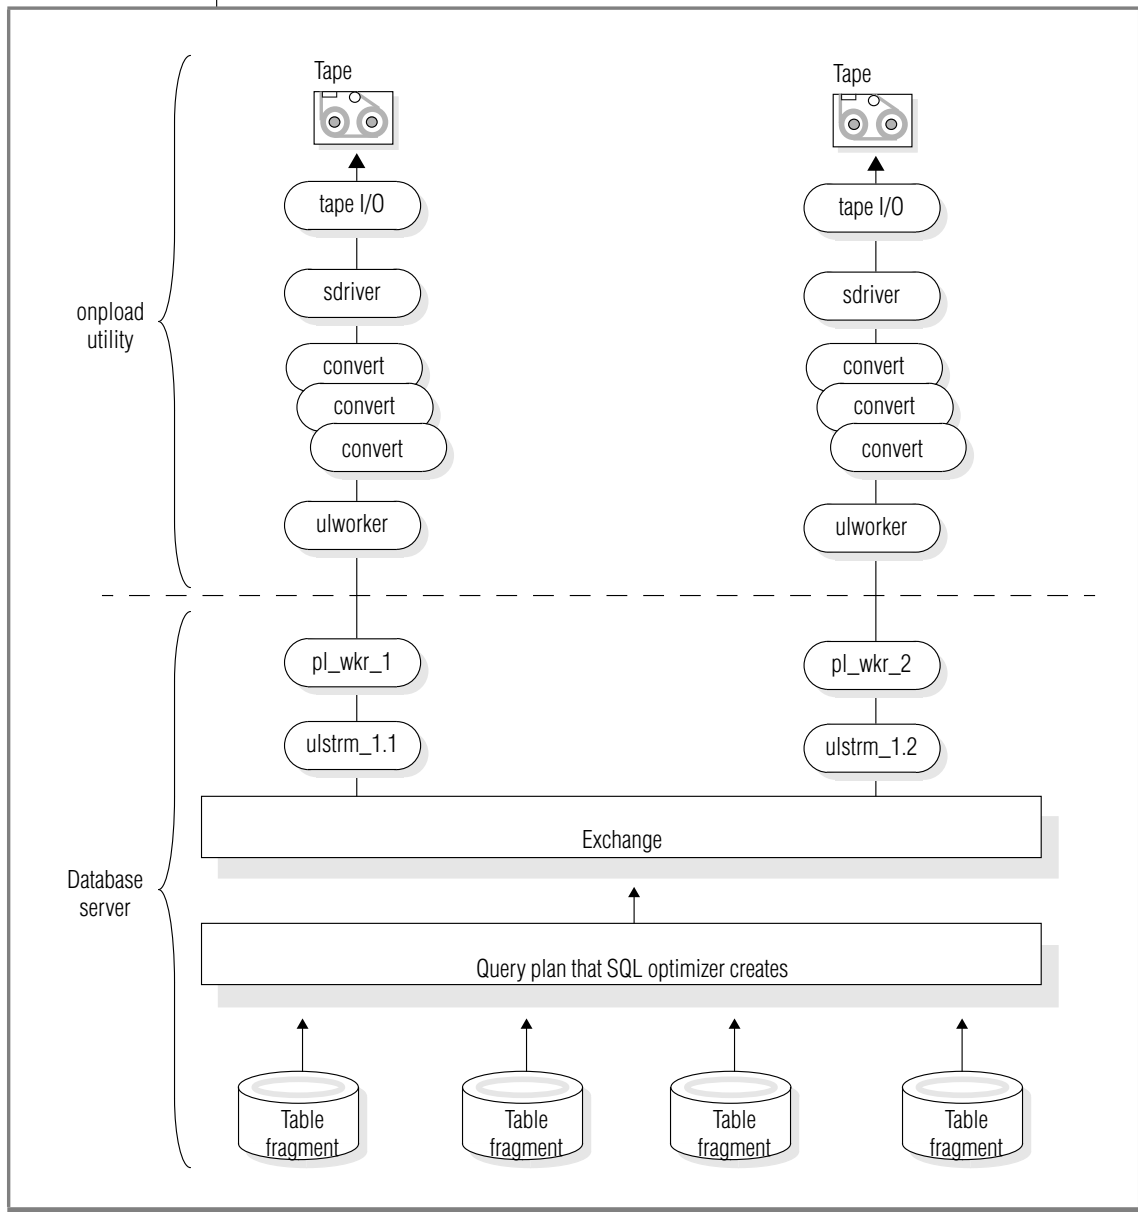 Tape
Tape
tape I/O
tape I/O
sdriver
sdriver
onpload
utility
convert
convert
convert
convert
convert
convert
ulworker
ulworker
pl_wkr_1
pl_wkr_2
ulstrm_1.1
ulstrm_1.2
Exchange
Database
server
Query plan that SQL optimizer creates
Table
fragment
Table
fragment
Table
fragment
Table
fragment